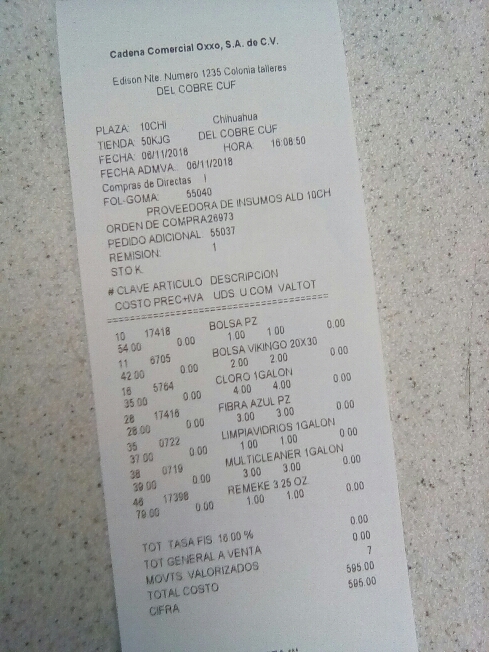 Cadena Comercial Oxxo, S.A. de C.V.
Edison Nte. Numero 1235 Colonia talleres
DEL COBRE CUF
PLAZA: 10CHI Chihuahua
TIENDA: 50KJG DEL COBRE CUF
FECHA: 06/11/2018 HORA: 16:08:50
FECHA ADMVA.: 06/11/2018
Compras de Directas I
FOL-GOMA: 55040
PROVEEDORA DE INSUMOS ALD 10CH
ORDEN DE COMPRA26973
PEDIDO ADICIONAL: 55037
REMISION: 1
STO K
# CLAVE ARTICULO DESCRIPCION
COSTO PREC+IVA UDS U.COM VALTOT
10 17418 BOLSA PZ
54.00 0.00 1.00 1.00 0.00
11 6705 BOLSA VIKINGO 20X30
42.00 0.00 2.00 2.00 0.00
16 5764 CLORO 1GALON
35.00 0.00 4.00 4.00 0.00
28 17416 FIBRA AZUL PZ
28.00 0.00 3.00 3.00 0.00
35 0722 LIMPIAVIDRIOS 1GALON
37.00 0.00 1.00 1.00 0.00
38 0719 MULTICLEANER 1GALON
39.00 0.00 3.00 3.00 0.00
46 17398 REMEKE 3.25 OZ
79.00 0.00 1.00 1.00 0.00
TOT TASA FIS 16.00 % 0.00
TOT GENERAL A VENTA 0.00
MOVTS. VALORIZADOS 7
TOTAL COSTO 595.00
CIFRA 595.00